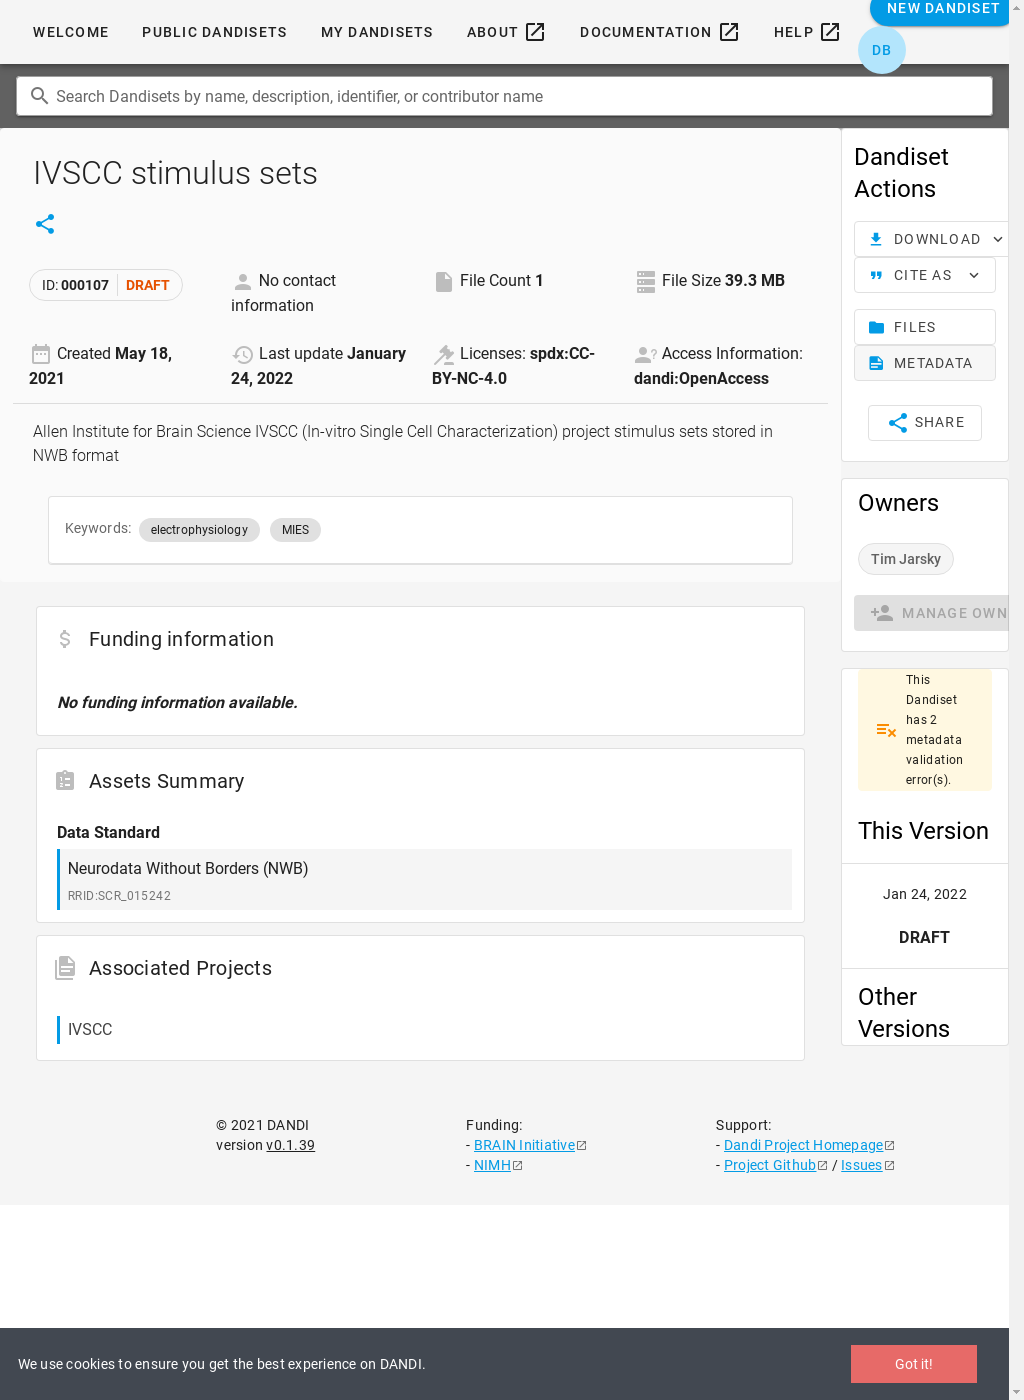 WELCOME PUBLIC DANDISETS MY DANDISETS ABOUT DOCUMENTATION HELP NEW DANDISET
DB
Search Dandisets by name, description, identifier, or contributor name
IVSCC stimulus sets
ID: 000107 DRAFT
No contact
information
File Count 1
File Size 39.3 MB
Created May 18,
2021
Last update January
24, 2022
Licenses: spdx:CC-
BY-NC-4.0
Access Information:
dandi:OpenAccess
Allen Institute for Brain Science IVSCC (In-vitro Single Cell Characterization) project stimulus sets stored in
NWB format
Keywords: electrophysiology MIES
Funding information
No funding information available.
Assets Summary
Data Standard
Neurodata Without Borders (NWB)
RRID:SCR_015242
Associated Projects
IVSCC
Dandiset
Actions
DOWNLOAD
CITE AS
FILES
METADATA
SHARE
Owners
Tim Jarsky
MANAGE OWN
This
Dandiset
has 2
metadata
validation
error(s).
This Version
Jan 24, 2022
DRAFT
Other
Versions
© 2021 DANDI
version v0.1.39
Funding:
- BRAIN Initiative
- NIMH
Support:
- Dandi Project Homepage
- Project Github / Issues
We use cookies to ensure you get the best experience on DANDI.
Got it!